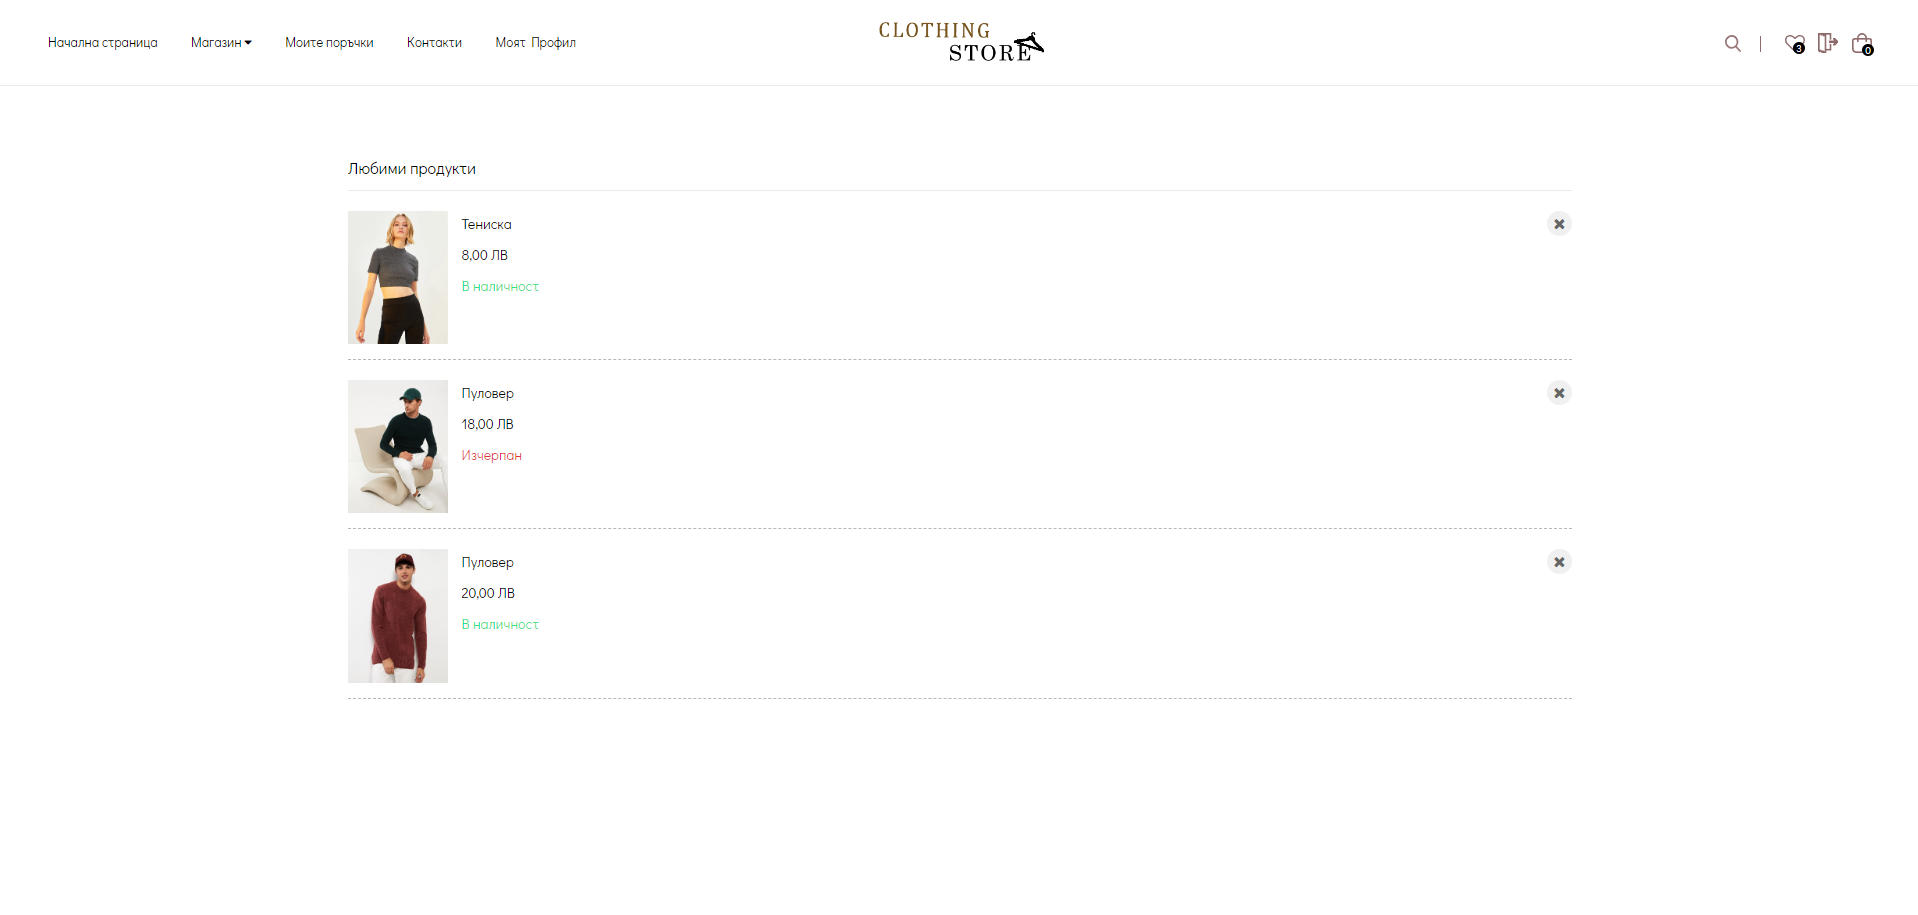 Начална страница
Магазин
Моите поръчки
Контакти
Моят Профил
CLOTHING
STORE
3
0
Любими продукти
Тениска
8,00 ЛВ
В наличност
Пуловер
18,00 ЛВ
Изчерпан
Пуловер
20,00 ЛВ
В наличност